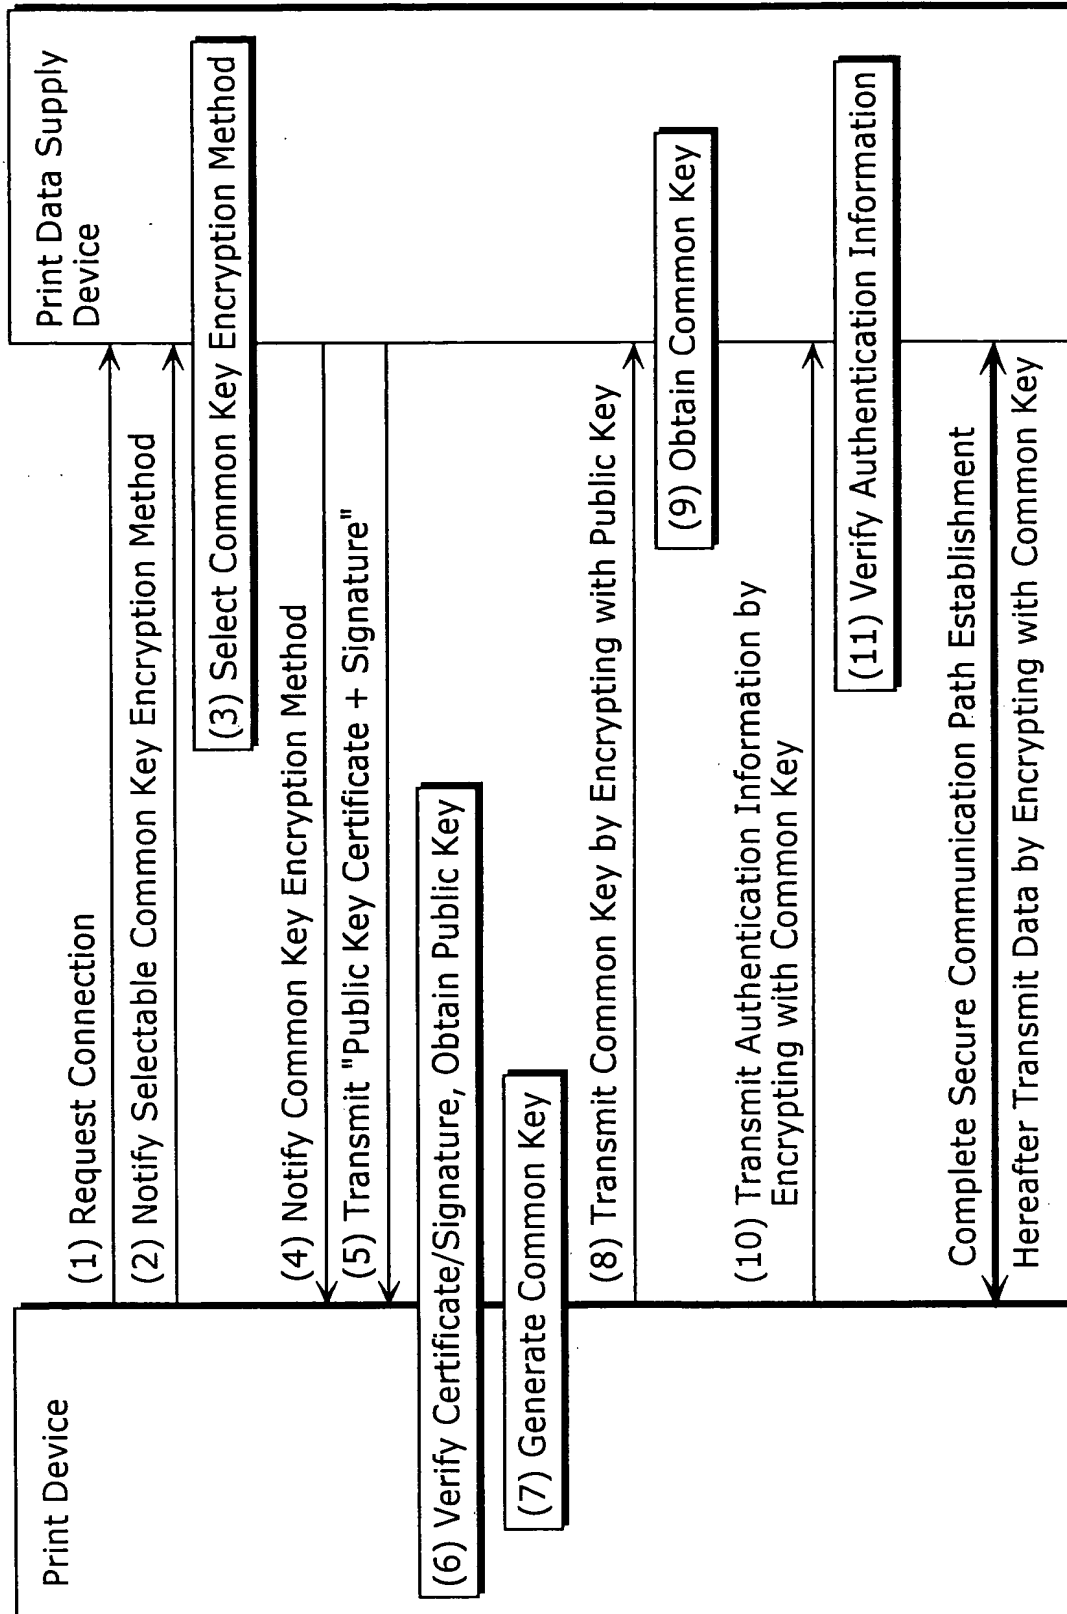 Print Device
Print Data Supply
Device
(1) Request Connection
(2) Notify Selectable Common Key Encryption Method
(3) Select Common Key Encryption Method
(4) Notify Common Key Encryption Method
(5) Transmit "Public Key Certificate + Signature"
(6) Verify Certificate/Signature, Obtain Public Key
(7) Generate Common Key
(8) Transmit Common Key by Encrypting with Public Key
(9) Obtain Common Key
(10) Transmit Authentication Information by
Encrypting with Common Key
(11) Verify Authentication Information
Complete Secure Communication Path Establishment
Hereafter Transmit Data by Encrypting with Common Key